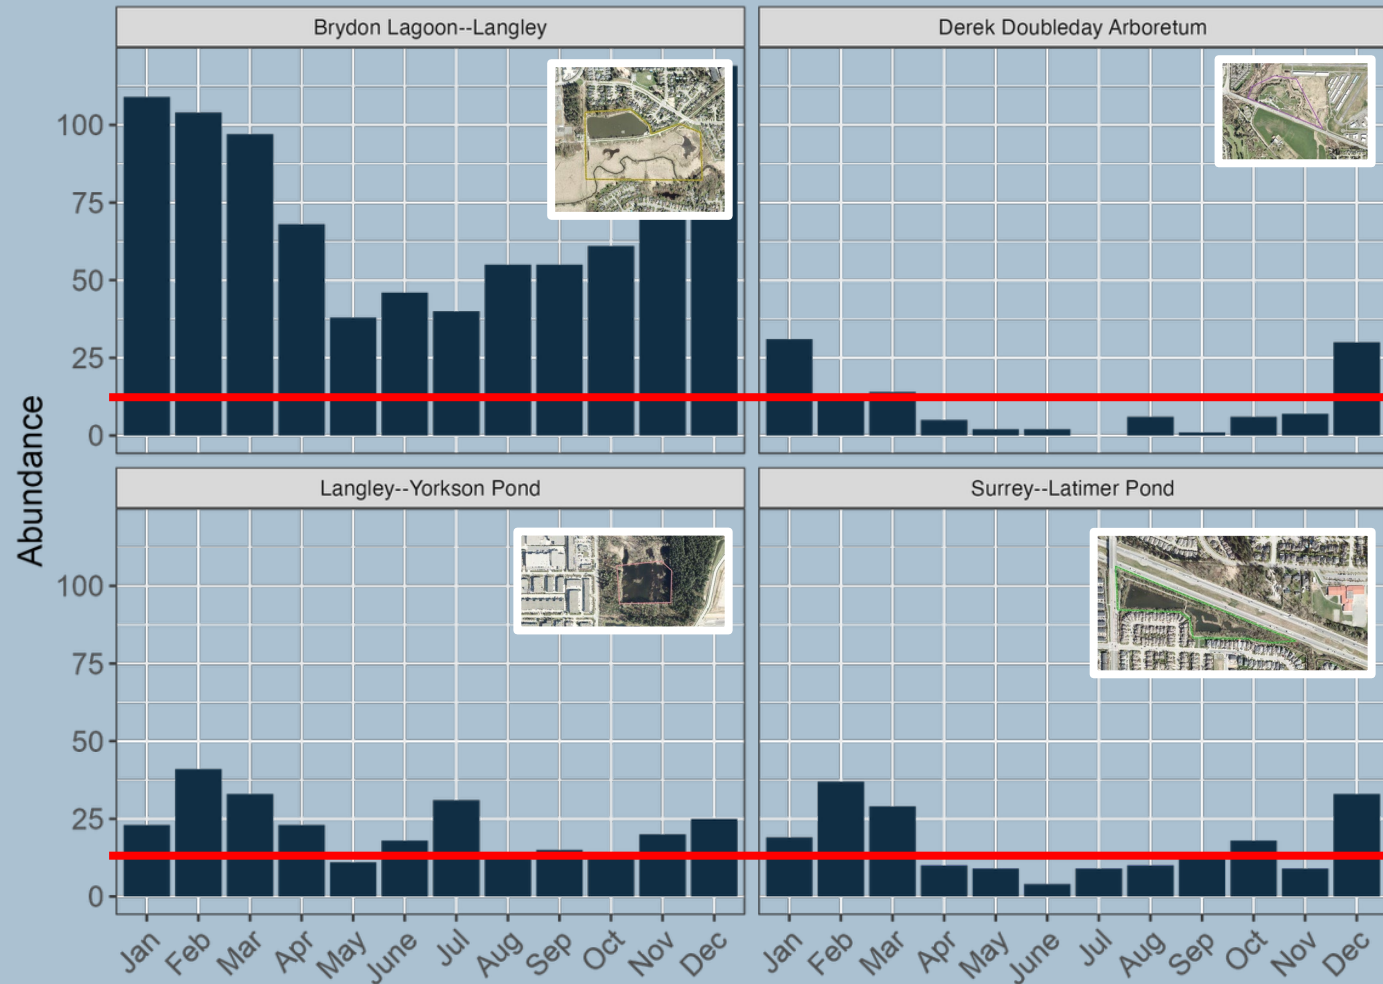 Brydon Lagoon--Langley
Derek Doubleday Arboretum
100
75
50
25
0
Abundance
Langley--Yorkson Pond
Surrey--Latimer Pond
100
75
50
25
0
Jan Feb Mar Apr May June Jul Aug Sep Oct Nov Dec
Jan Feb Mar Apr May June Jul Aug Sep Oct Nov Dec